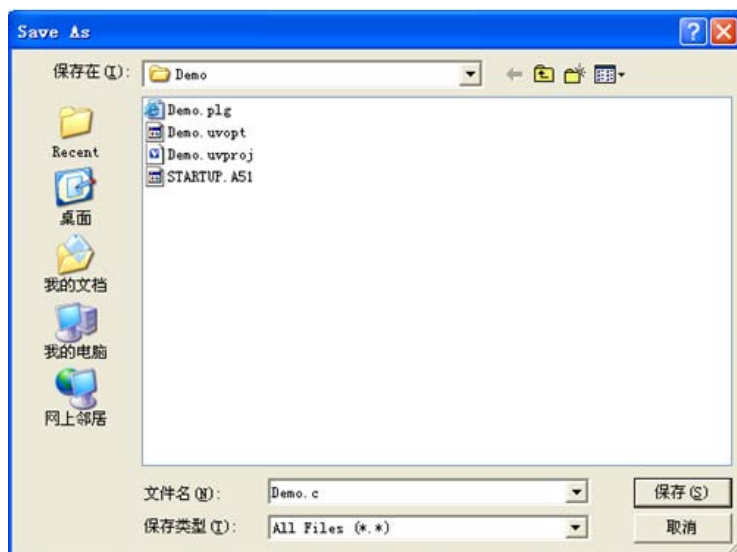 Save As
保存在(I):
Demo
Demo.plg
Demo.uvopt
Demo.uvproj
STARTUP.A51
Recent
桌面
我的文档
我的电脑
网上邻居
文件名(N):
Demo.c
保存(S)
保存类型(T):
All Files (*.*)
取消